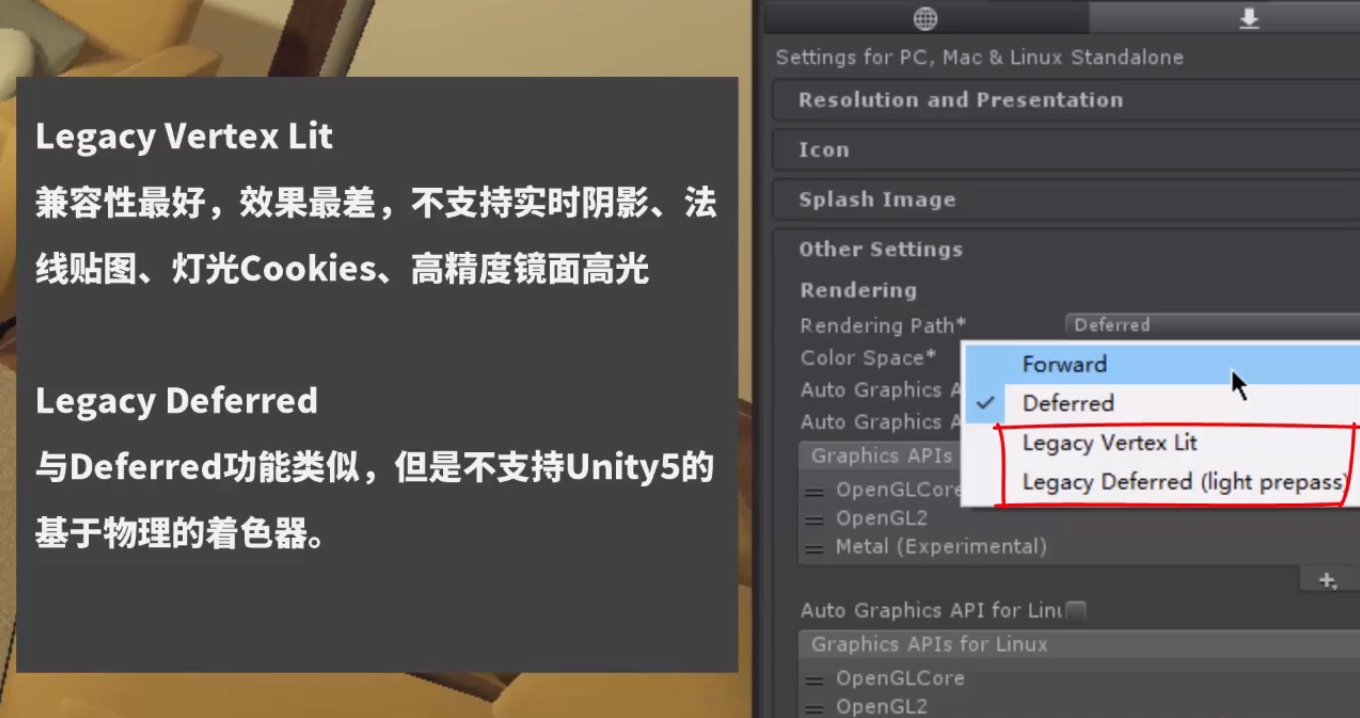 Legacy Vertex Lit
兼容性最好，效果最差，不支持实时阴影、法
线贴图、灯光Cookies、高精度镜面高光
Legacy Deferred
与Deferred功能类似，但是不支持Unity5的
基于物理的着色器。
Settings for PC, Mac & Linux Standalone
Resolution and Presentation
Icon
Splash Image
Other Settings
Rendering
Rendering Path*
Deferred
Color Space*
Forward
Auto Graphics A
Deferred
Auto Graphics A
Legacy Vertex Lit
Graphics APIs
Legacy Deferred (light prepass)
OpenGLCore
OpenGL2
Metal (Experimental)
Auto Graphics API for Linu
Graphics APIs for Linux
OpenGLCore
OpenGL2